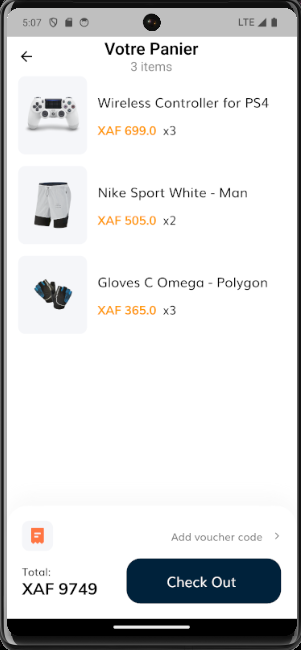 5:07 LTE
Votre Panier
3 items
Wireless Controller for PS4
XAF 699.0 x3
Nike Sport White - Man
XAF 505.0 x2
Gloves C Omega - Polygon
XAF 365.0 x3
Add voucher code
Total:
XAF 9749
Check Out